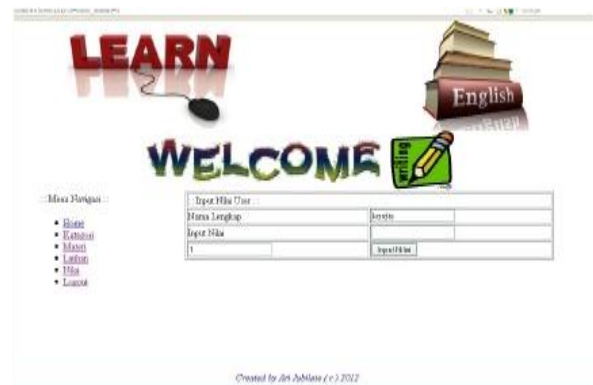 LEARN
English
WELCOME
writing
:: Menu Navigasi ::
Home
Kategori
Materi
Latihan
Nilai
Logout
:: Input Nilai User ::
Nama Lengkap
Input Nilai
1
Input Nilai
Created by Ari Jubilate ( c ) 2012